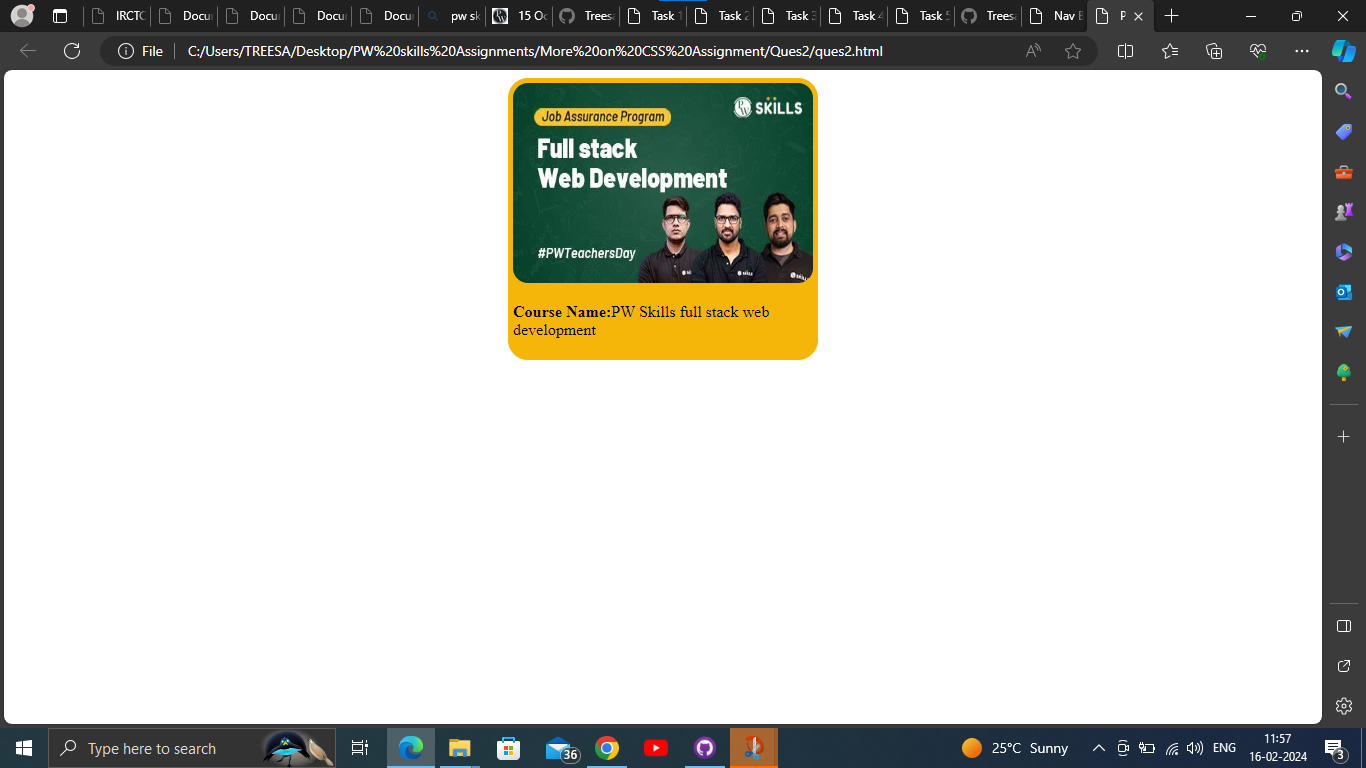 IRCTC
Docu
Docu
Docu
Docu
pw sk
15 Oc
Trees
Task 1
Task 2
Task 3
Task 4
Task 5
Trees
Nav B
P
File
C:/Users/TREESA/Desktop/PW%20skills%20Assignments/More%20on%20CSS%20Assignment/Ques2/ques2.html
SKILLS
Job Assurance Program
Full stack
Web Development
#PWTeachersDay
Course Name:PW Skills full stack web
development
Type here to search
36
25°C Sunny
ENG
11:57
16-02-2024
3